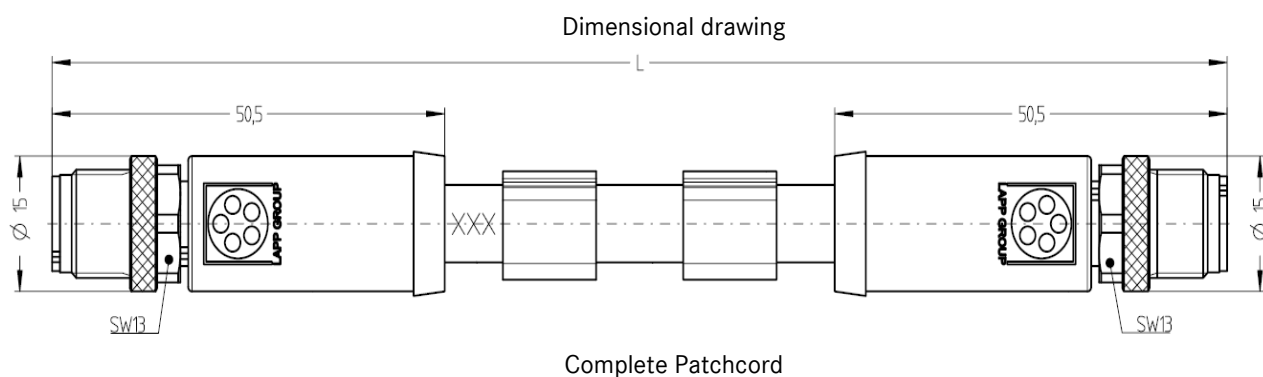 Dimensional drawing
L
50,5
50,5
Ø 15
LAPP GROUP
XXX
LAPP GROUP
Ø 15
SW13
SW13
Complete Patchcord